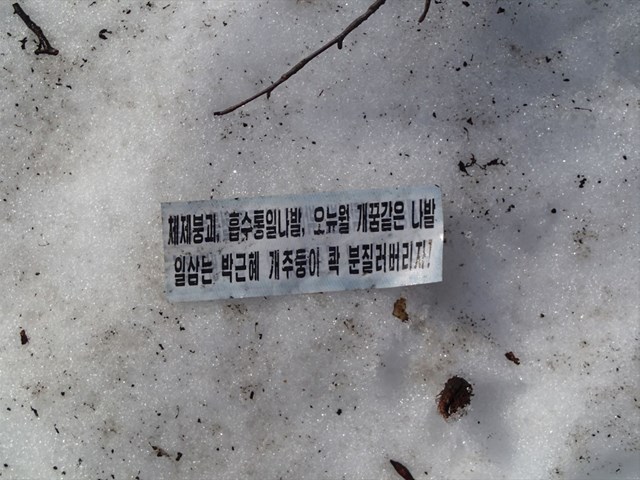 체제붕괴, 흡수통일나발, 오뉴월 개꿈같은 나발
일삼는 박근혜 개주둥이 콱 분질러버리자!